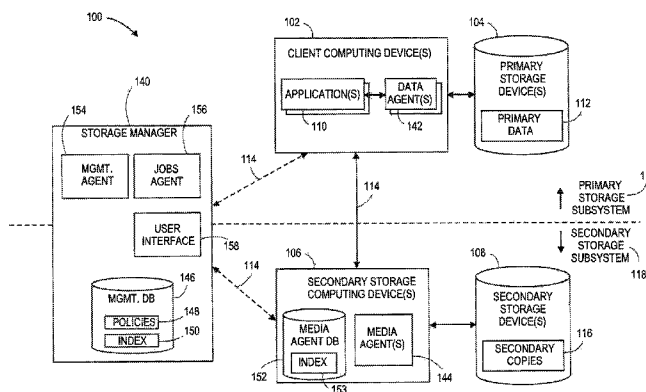 100
102
104
CLIENT COMPUTING DEVICE(S)
PRIMARY
STORAGE
DEVICE(S)
APPLICATION(S)
DATA
AGENT(S)
110
142
PRIMARY
DATA
112
154
140
156
STORAGE MANAGER
MGMT.
AGENT
JOBS
AGENT
114
114
1
PRIMARY
STORAGE
SUBSYSTEM
USER
INTERFACE
158
114
SECONDARY
STORAGE
SUBSYSTEM
118
106
108
MGMT. DB
146
POLICIES
148
INDEX
150
SECONDARY STORAGE
COMPUTING DEVICE(S)
MEDIA
AGENT DB
INDEX
MEDIA
AGENT(S)
152
153
144
SECONDARY
STORAGE
DEVICE(S)
SECONDARY
COPIES
116